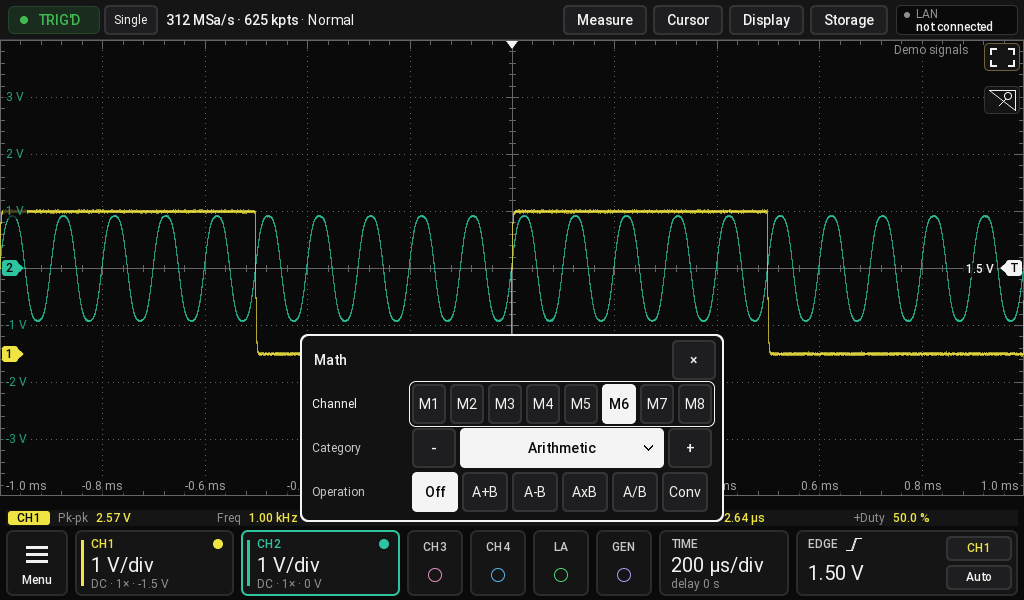 TRIG'D Single 312 MSa/s · 625 kpts · Normal Measure Cursor Display Storage LAN
not connected
Demo signals
3 V
2 V
1 V
2 1.5 V T
-1 V
1
-2 V
-3 V
-1.0 ms -0.8 ms -0.6 ms 0.6 ms 0.8 ms 1.0 ms
Math ×
Channel M1 M2 M3 M4 M5 M6 M7 M8
Category - Arithmetic +
Operation Off A+B A-B AxB A/B Conv
CH1 Pk-pk 2.57 V Freq 1.00 kHz 2.64 µs +Duty 50.0 %
Menu
CH1
1 V/div
DC · 1× · -1.5 V
CH2
1 V/div
DC · 1× · 0 V
CH3
CH4
LA
GEN
TIME
200 µs/div
delay 0 s
EDGE
1.50 V
CH1
Auto